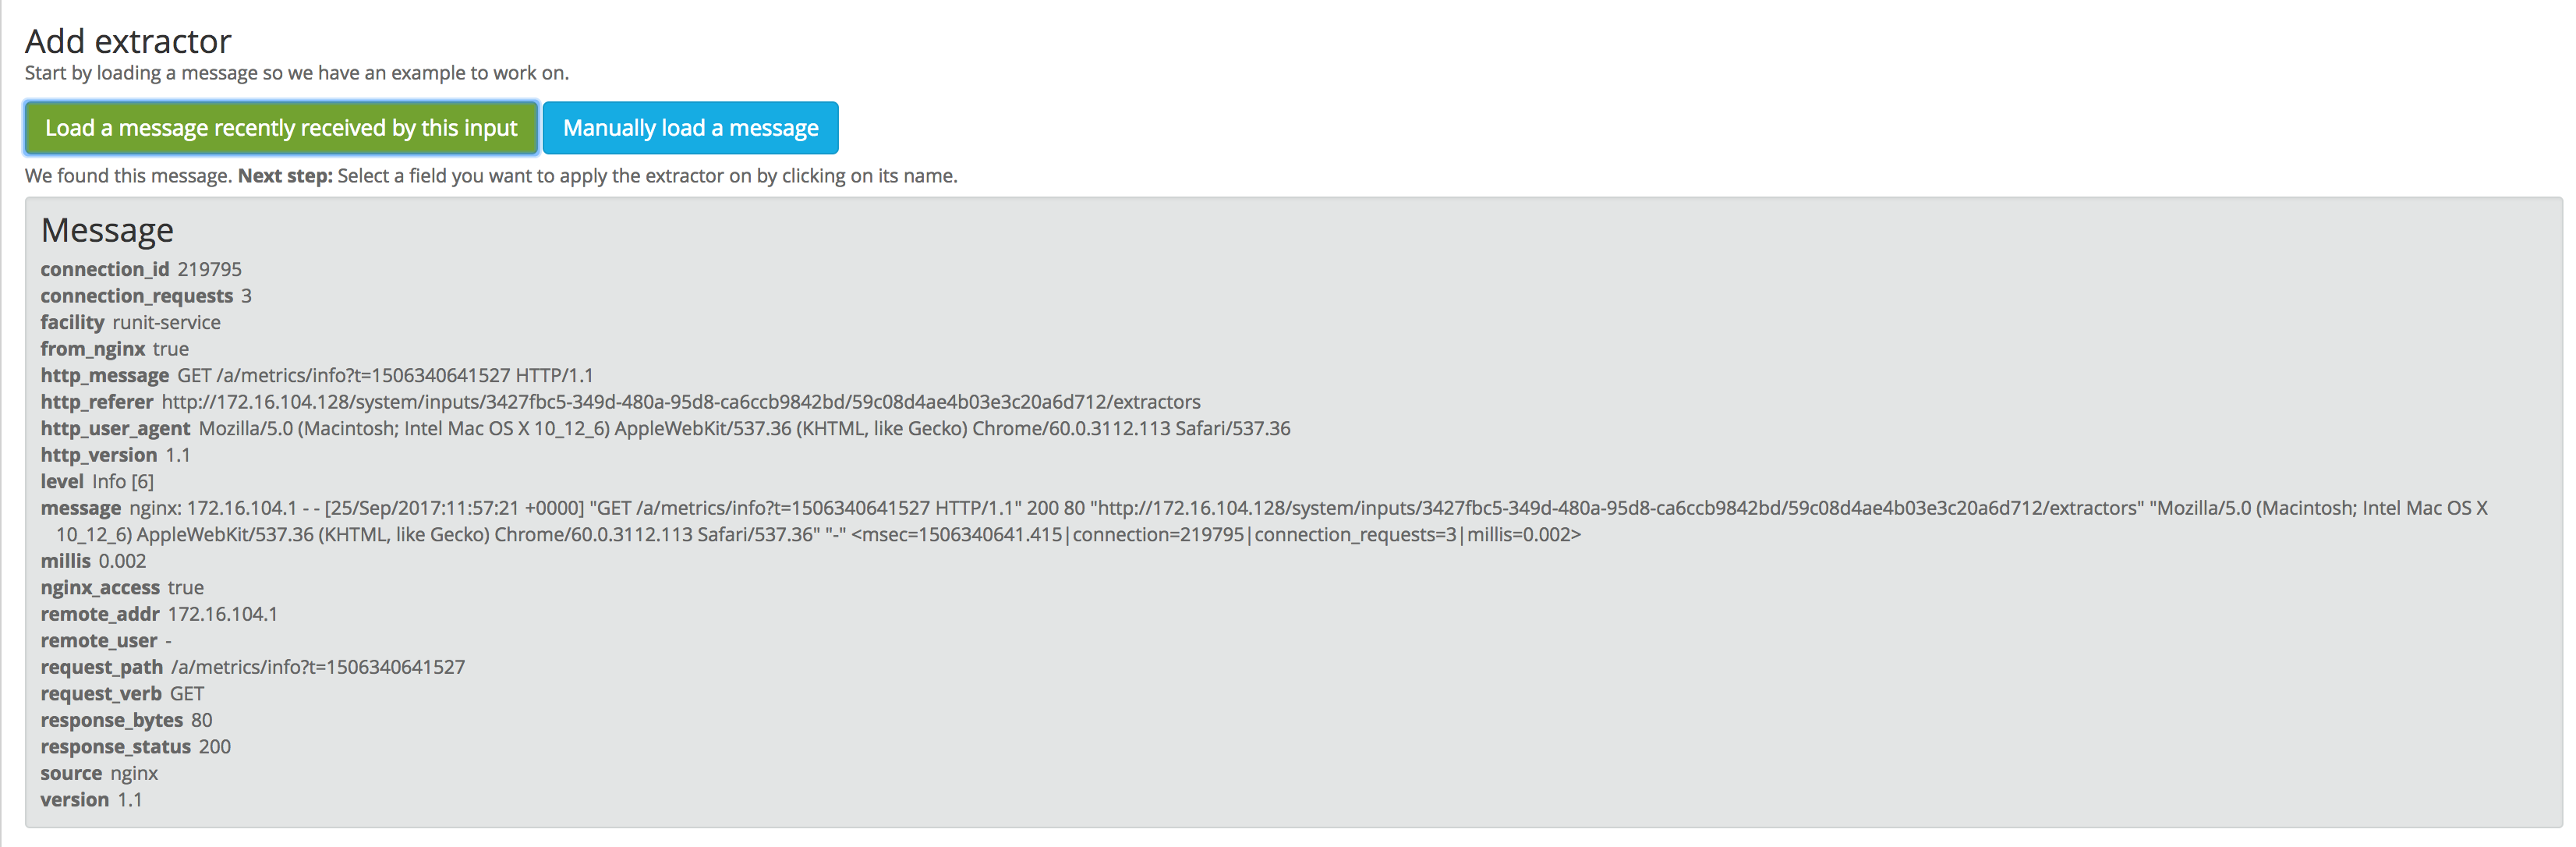 Add extractor
Start by loading a message so we have an example to work on.
Load a message recently received by this input Manually load a message
We found this message. Next step: Select a field you want to apply the extractor on by clicking on its name.
Message
connection_id 219795
connection_requests 3
facility runit-service
from_nginx true
http_message GET /a/metrics/info?t=1506340641527 HTTP/1.1
http_referer http://172.16.104.128/system/inputs/3427fbc5-349d-480a-95d8-ca6ccb9842bd/59c08d4ae4b03e3c20a6d712/extractors
http_user_agent Mozilla/5.0 (Macintosh; Intel Mac OS X 10_12_6) AppleWebKit/537.36 (KHTML, like Gecko) Chrome/60.0.3112.113 Safari/537.36
http_version 1.1
level Info [6]
message nginx: 172.16.104.1 - - [25/Sep/2017:11:57:21 +0000] "GET /a/metrics/info?t=1506340641527 HTTP/1.1" 200 80 "http://172.16.104.128/system/inputs/3427fbc5-349d-480a-95d8-ca6ccb9842bd/59c08d4ae4b03e3c20a6d712/extractors" "Mozilla/5.0 (Macintosh; Intel Mac OS X
10_12_6) AppleWebKit/537.36 (KHTML, like Gecko) Chrome/60.0.3112.113 Safari/537.36" "-" <msec=1506340641.415|connection=219795|connection_requests=3|millis=0.002>
millis 0.002
nginx_access true
remote_addr 172.16.104.1
remote_user -
request_path /a/metrics/info?t=1506340641527
request_verb GET
response_bytes 80
response_status 200
source nginx
version 1.1